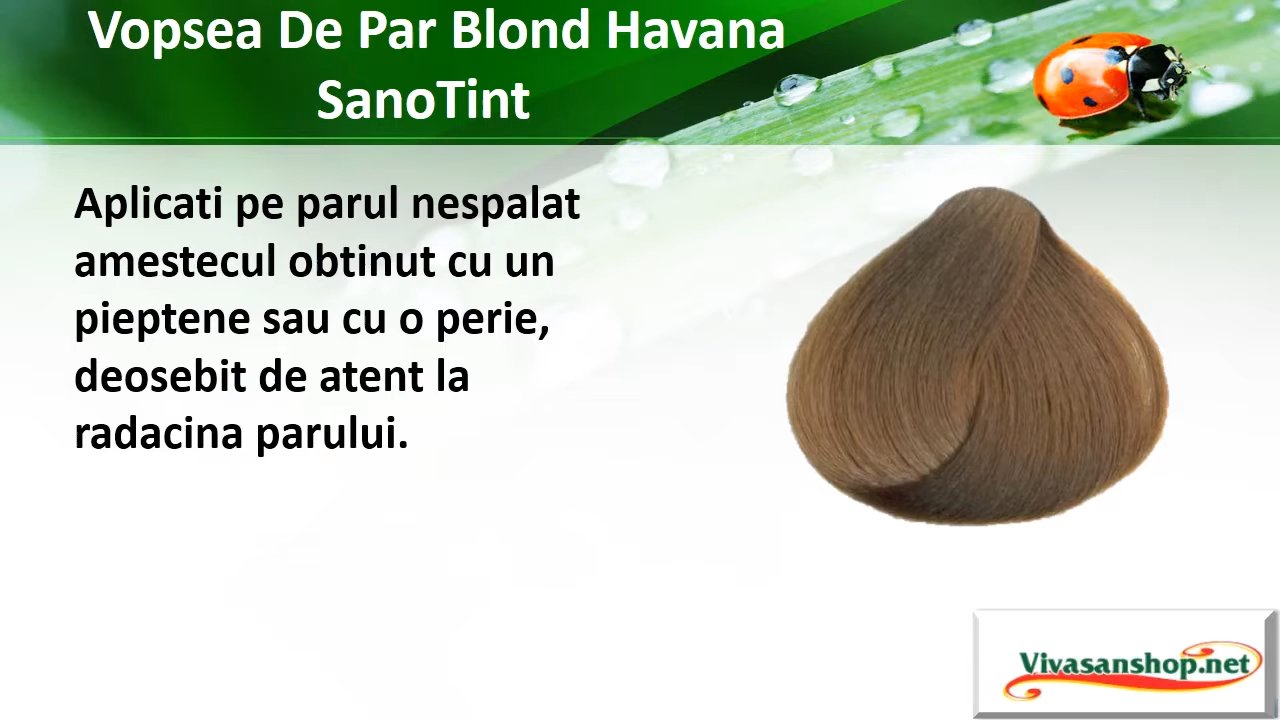 Vopsea De Par Blond Havana
SanoTint
Aplicati pe parul nespalat
amestecul obtinut cu un
pieptene sau cu o perie,
deosebit de atent la
radacina parului.
Vivasanshop.net